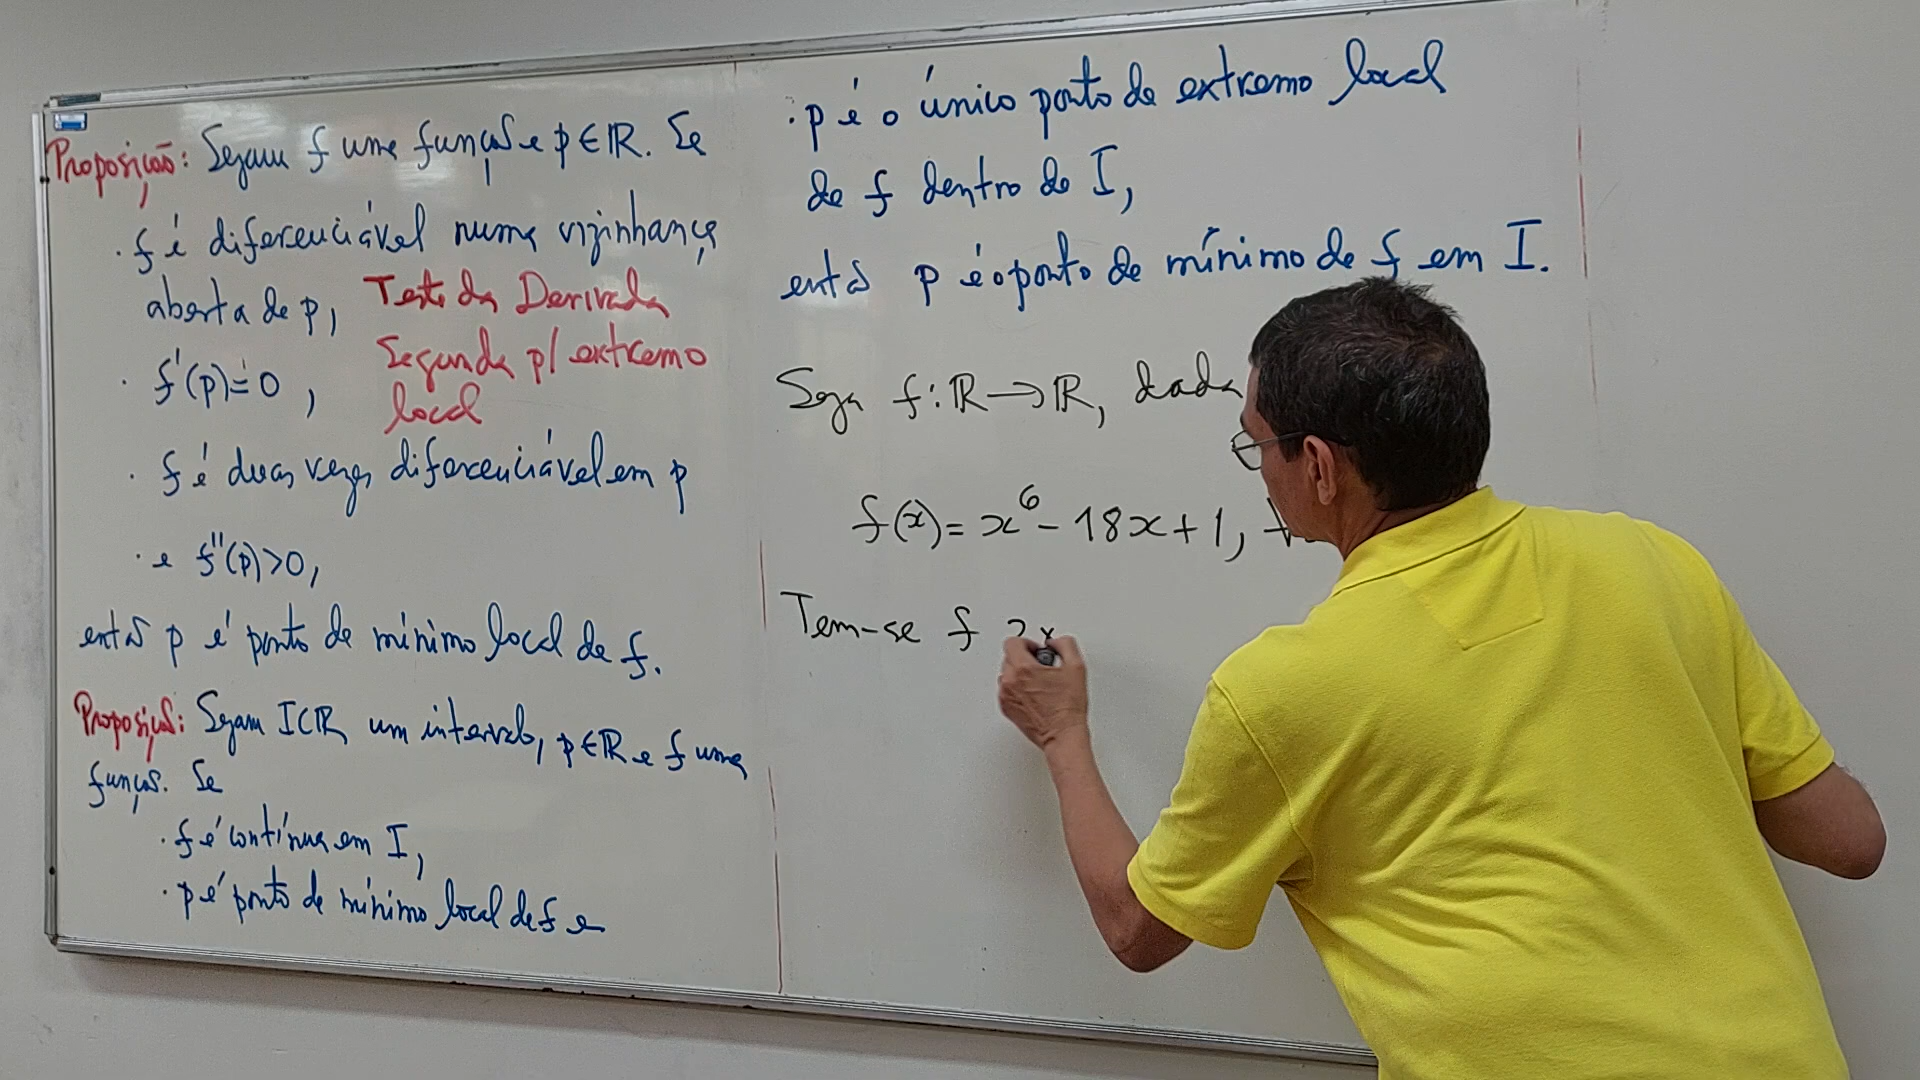 Proposição: Sejam f uma função e p ∈ ℝ. Se
· f é diferenciável numa vizinhança
aberta de p,
Teste da Derivada
Segunda p/ extremo
local
· f'(p)=0 ,
· f é duas vezes diferenciável em p
· e f''(p)>0,
então p é ponto de mínimo local de f.
Proposição: Sejam I⊂ℝ um intervalo, p∈ℝ e f uma
função. Se
· f é contínua em I,
· p é ponto de mínimo local de f e
· p é o único ponto de extremo local
de f dentro de I,
então p é o ponto de mínimo de f em I.
Seja f: ℝ → ℝ, dada
f(x) = x⁶ - 18x + 1,
Tem-se f 2x